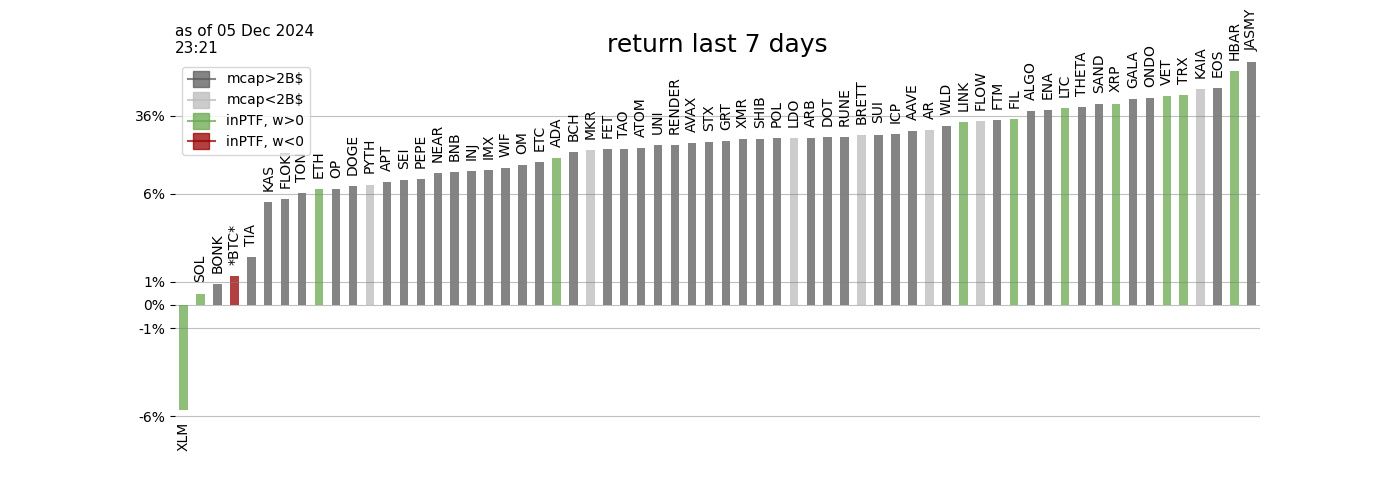 as of 05 Dec 2024
23:21
return last 7 days
mcap>2B$
mcap<2B$
inPTF, w>0
inPTF, w<0
36%
6%
1%
0%
-1%
-6%
XLM
SOL
BONK
*BTC*
TIA
KAS
FLOK
TON
ETH
OP
DOGE
PYTH
APT
SEI
PEPE
NEAR
BNB
INJ
IMX
WIF
OM
ETC
ADA
BCH
MKR
FET
TAO
ATOM
UNI
RENDER
AVAX
STX
GRT
XMR
SHIB
POL
LDO
ARB
DOT
RUNE
BRETT
SUI
ICP
AAVE
AR
WLD
LINK
FLOW
FTM
FIL
ALGO
ENA
LTC
THETA
SAND
XRP
GALA
ONDO
VET
TRX
KAIA
EOS
HBAR
JASMY